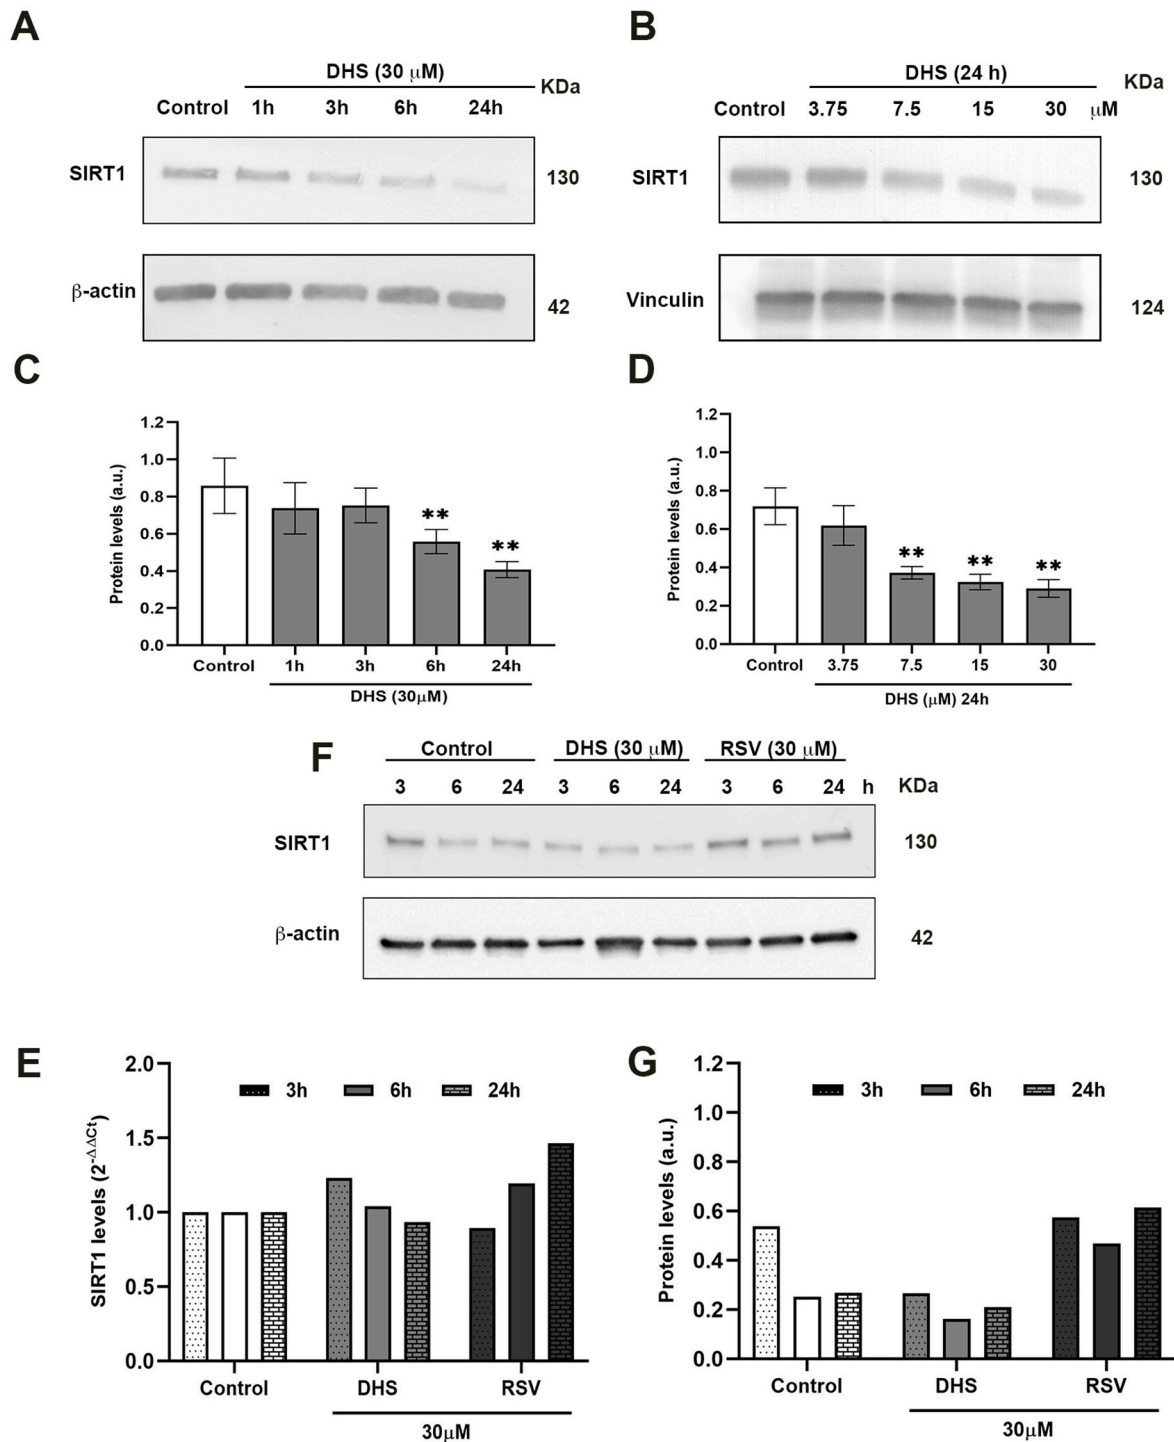 A
B
DHS (30 μM)
KDa
Control 1h 3h 6h 24h
SIRT1
130
β-actin
42
DHS (24 h)
KDa
Control 3.75 7.5 15 30 μM
SIRT1
130
Vinculin
124
C
Protein levels (a.u.)
1.2
1.0
0.8
0.6
0.4
0.2
0.0
** **
Control 1h 3h 6h 24h
DHS (30μM)
D
Protein levels (a.u.)
1.2
1.0
0.8
0.6
0.4
0.2
0.0
** ** **
Control 3.75 7.5 15 30
DHS (μM) 24h
F
Control DHS (30 μM) RSV (30 μM)
3 6 24 3 6 24 3 6 24 h KDa
SIRT1
130
β-actin
42
E
SIRT1 levels (2-ΔΔCt)
2.0
1.5
1.0
0.5
0.0
3h 6h 24h
Control DHS RSV
30μM
G
Protein levels (a.u.)
1.2
1.0
0.8
0.6
0.4
0.2
0.0
3h 6h 24h
Control DHS RSV
30μM